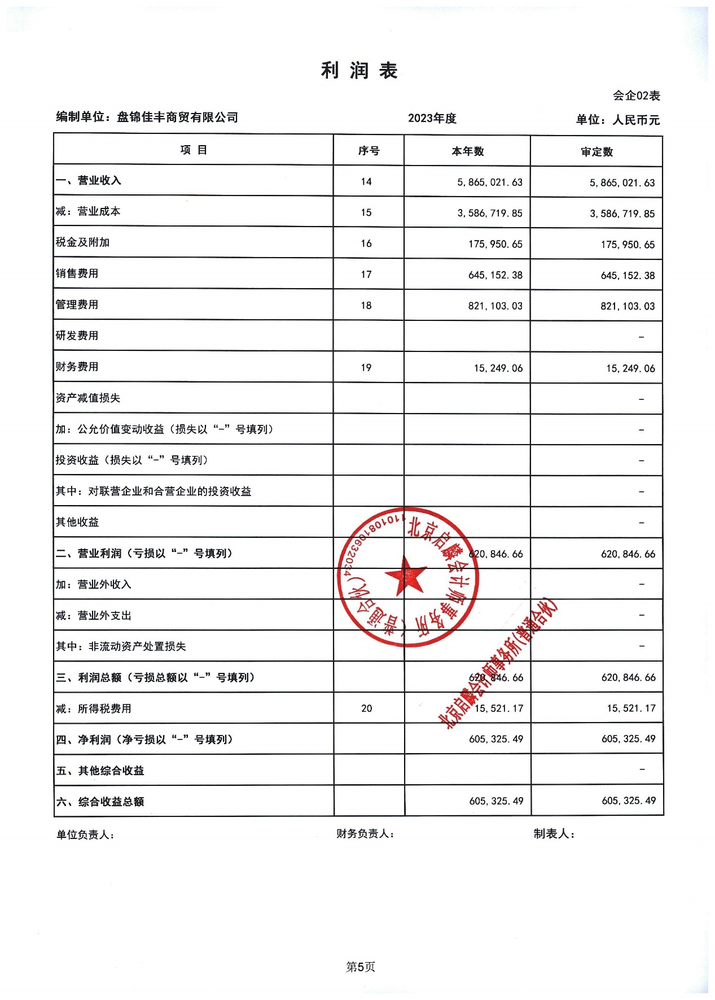 利 润 表
会企02表
编制单位：盘锦佳丰商贸有限公司 2023年度 单位：人民币元
项 目 序号 本年数 审定数
一、营业收入 14 5,865,021.63 5,865,021.63
减：营业成本 15 3,586,719.85 3,586,719.85
税金及附加 16 175,950.65 175,950.65
销售费用 17 645,152.38 645,152.38
管理费用 18 821,103.03 821,103.03
研发费用 -
财务费用 19 15,249.06 15,249.06
资产减值损失 -
加：公允价值变动收益（损失以“-”号填列） -
投资收益（损失以“-”号填列） -
其中：对联营企业和合营企业的投资收益 -
其他收益 -
二、营业利润（亏损以“-”号填列） 620,846.66 620,846.66
加：营业外收入 -
减：营业外支出 -
其中：非流动资产处置损失 -
三、利润总额（亏损总额以“-”号填列） 620,846.66 620,846.66
减：所得税费用 20 15,521.17 15,521.17
四、净利润（净亏损以“-”号填列） 605,325.49 605,325.49
五、其他综合收益 -
六、综合收益总额 605,325.49 605,325.49
北京启麟会计师事务所（普通合伙）
1101081063203​4
北京启麟会计师事务所(普通合伙)
单位负责人： 财务负责人： 制表人：
第5页